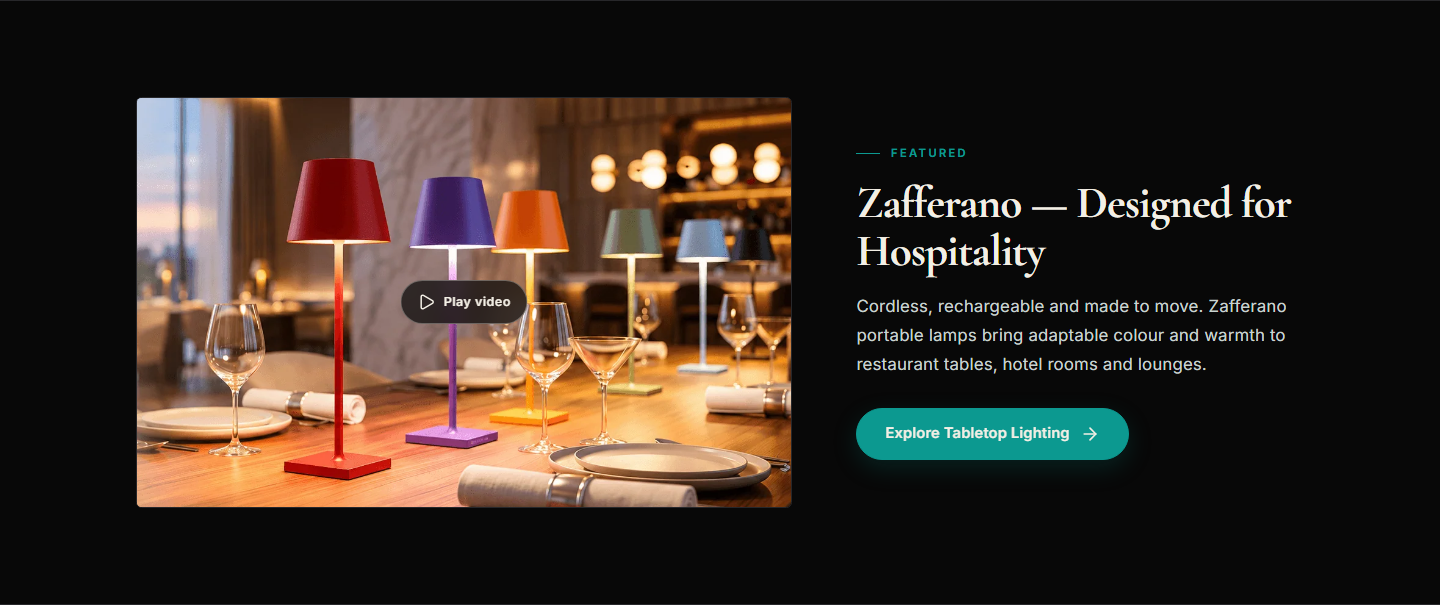 Play video
FEATURED
Zafferano — Designed for
Hospitality
Cordless, rechargeable and made to move. Zafferano
portable lamps bring adaptable colour and warmth to
restaurant tables, hotel rooms and lounges.
Explore Tabletop Lighting